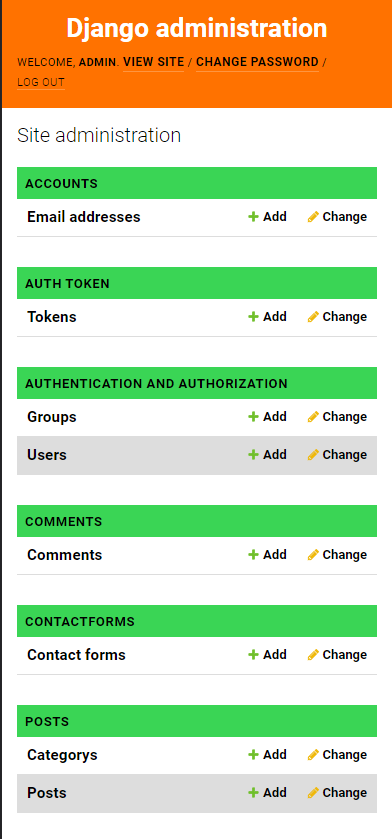 Django administration
WELCOME, ADMIN. VIEW SITE / CHANGE PASSWORD /
LOG OUT
Site administration
ACCOUNTS
Email addresses Add Change
AUTH TOKEN
Tokens Add Change
AUTHENTICATION AND AUTHORIZATION
Groups Add Change
Users Add Change
COMMENTS
Comments Add Change
CONTACTFORMS
Contact forms Add Change
POSTS
Categorys Add Change
Posts Add Change